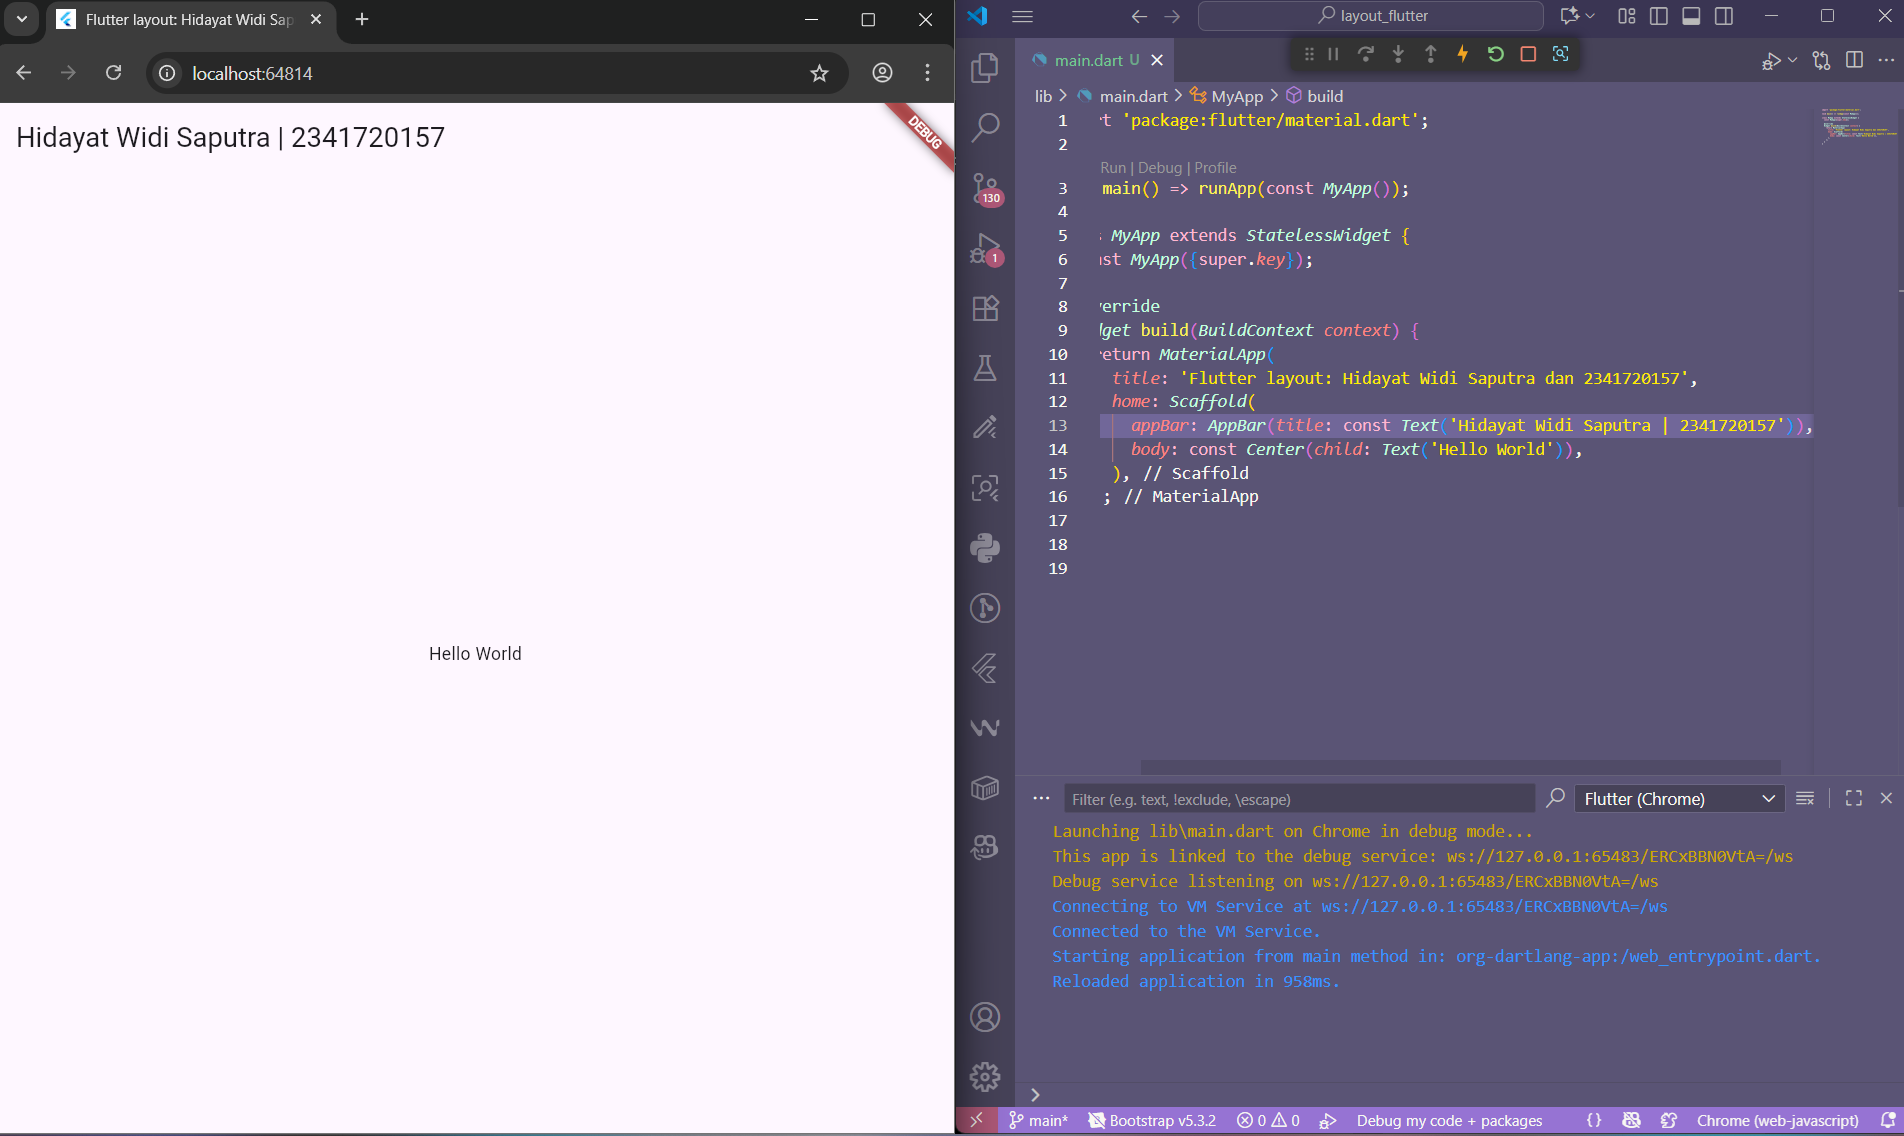 Flutter layout: Hidayat Widi Sap
localhost:64814
Hidayat Widi Saputra | 2341720157
DEBUG
Hello World
layout_flutter
main.dart U
lib > main.dart > MyApp > build
1 t 'package:flutter/material.dart';
2
Run | Debug | Profile
3 main() => runApp(const MyApp());
4
5 MyApp extends StatelessWidget {
6 st MyApp({super.key});
7
8 erride
9 get build(BuildContext context) {
10 return MaterialApp(
11 title: 'Flutter layout: Hidayat Widi Saputra dan 2341720157',
12 home: Scaffold(
13 appBar: AppBar(title: const Text('Hidayat Widi Saputra | 2341720157')),
14 body: const Center(child: Text('Hello World')),
15 ), // Scaffold
16 ; // MaterialApp
17
18
19
130
1
Filter (e.g. text, !exclude, \escape)
Flutter (Chrome)
Launching lib\main.dart on Chrome in debug mode...
This app is linked to the debug service: ws://127.0.0.1:65483/ERCxBBN0VtA=/ws
Debug service listening on ws://127.0.0.1:65483/ERCxBBN0VtA=/ws
Connecting to VM Service at ws://127.0.0.1:65483/ERCxBBN0VtA=/ws
Connected to the VM Service.
Starting application from main method in: org-dartlang-app:/web_entrypoint.dart.
Reloaded application in 958ms.
main* Bootstrap v5.3.2 0 0 Debug my code + packages {} Chrome (web-javascript)